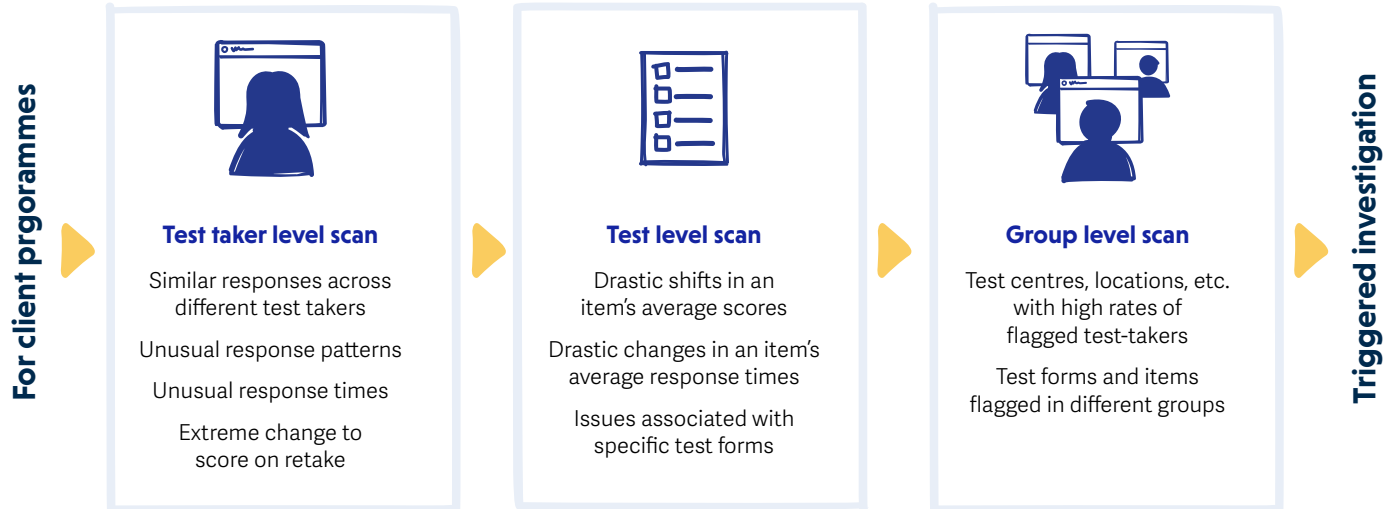 For client prgorammes
Test taker level scan
Similar responses across
different test takers
Unusual response patterns
Unusual response times
Extreme change to
score on retake
Test level scan
Drastic shifts in an
item's average scores
Drastic changes in an item's
average response times
Issues associated with
specific test forms
Group level scan
Test centres, locations, etc.
with high rates of
flagged test-takers
Test forms and items
flagged in different groups
Triggered investigation